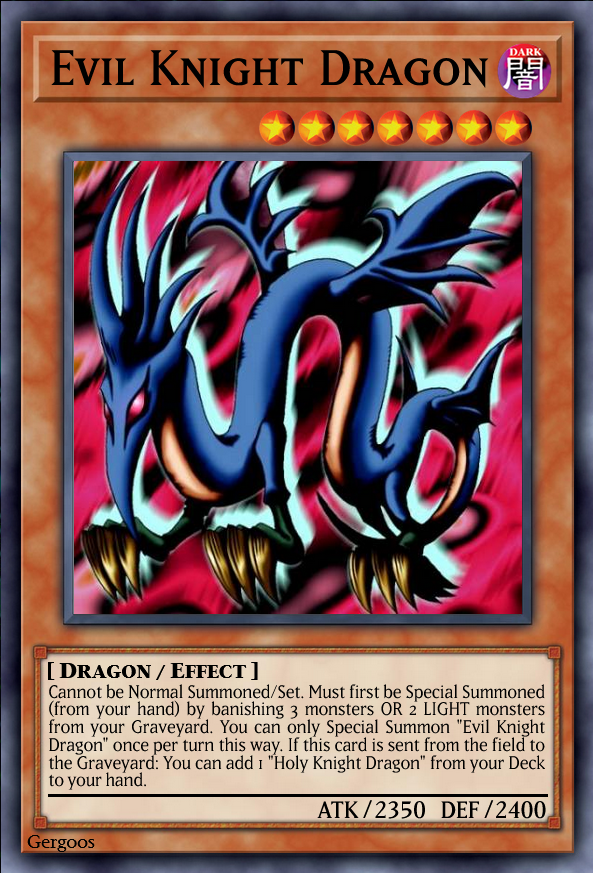 Evil Knight Dragon
DARK
闇
[ Dragon / Effect ]
Cannot be Normal Summoned/Set. Must first be Special Summoned
(from your hand) by banishing 3 monsters OR 2 LIGHT monsters
from your Graveyard. You can only Special Summon "Evil Knight
Dragon" once per turn this way. If this card is sent from the field to
the Graveyard: You can add 1 "Holy Knight Dragon" from your Deck
to your hand.
ATK/2350 DEF/2400
Gergoos